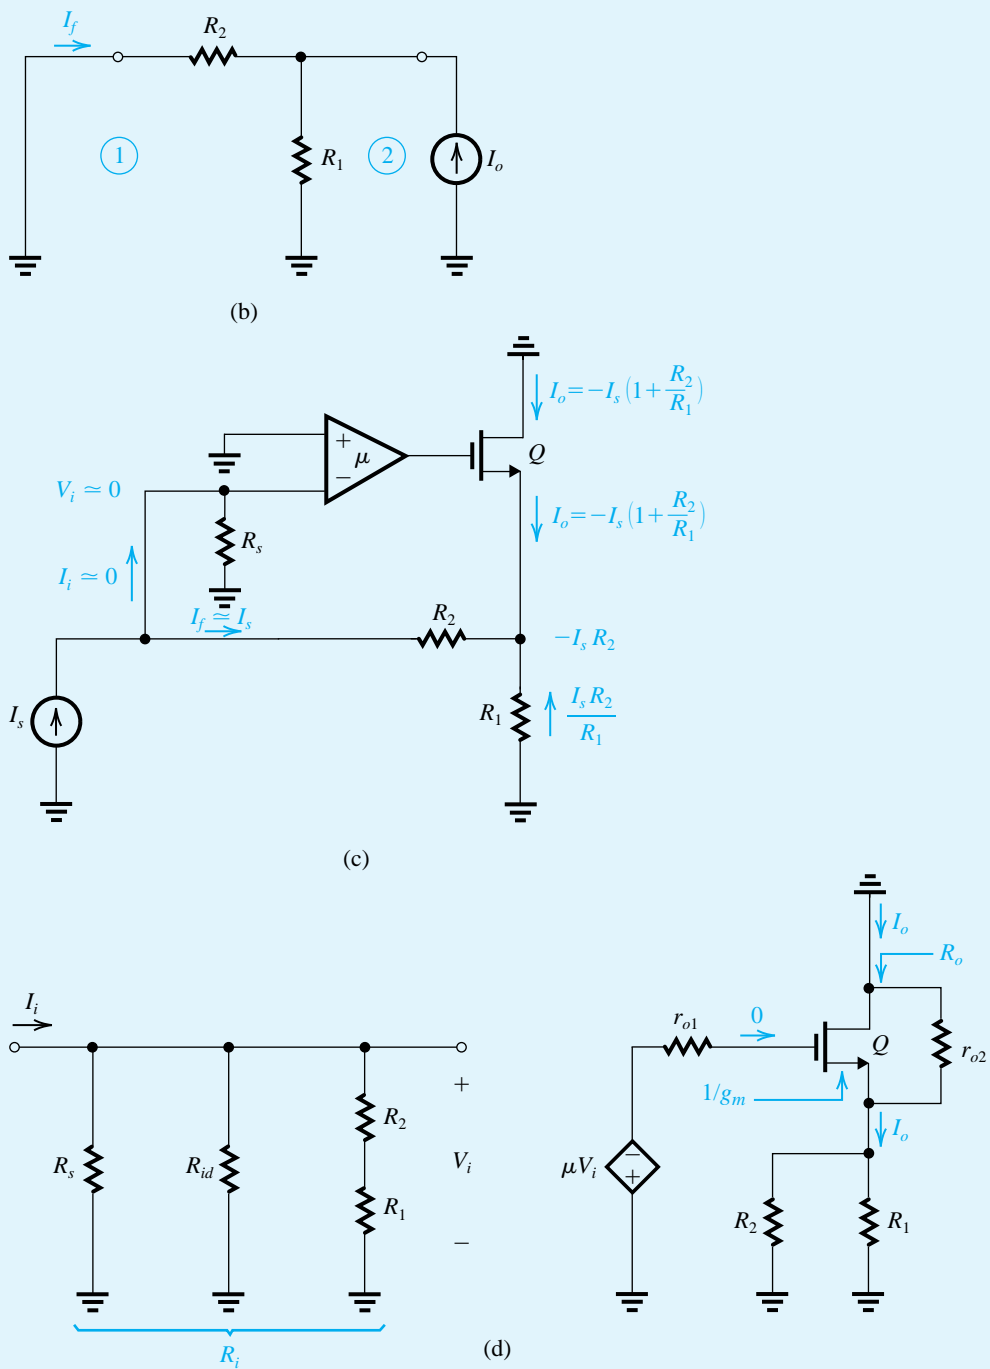 I_f
R_2
1
R_1
2
I_o
(b)
I_o = −I_s (1 + R_2/R_1)
+
μ
−
Q
V_i ≃ 0
I_o = −I_s (1 + R_2/R_1)
R_s
I_i ≃ 0
I_f ≃ I_s
R_2
−I_s R_2
I_s
R_1
I_s R_2 / R_1
(c)
I_o
R_o
I_i
r_o1
0
Q
r_o2
1/g_m
+
R_2
I_o
R_s
R_id
V_i
μV_i
−
+
R_1
R_2
R_1
−
R_i
(d)